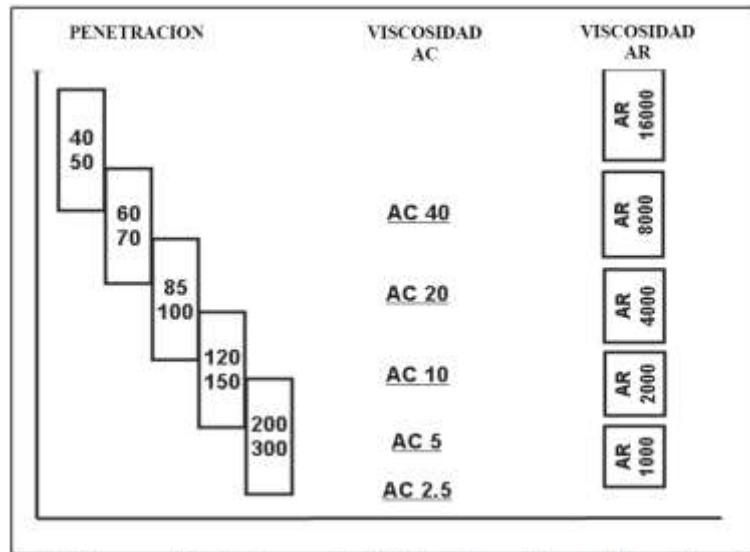 PENETRACION
VISCOSIDAD
AC
VISCOSIDAD
AR
40
50
60
70
85
100
120
150
200
300
AC 40
AC 20
AC 10
AC 5
AC 2.5
AR
16000
AR
8000
AR
4000
AR
2000
AR
1000